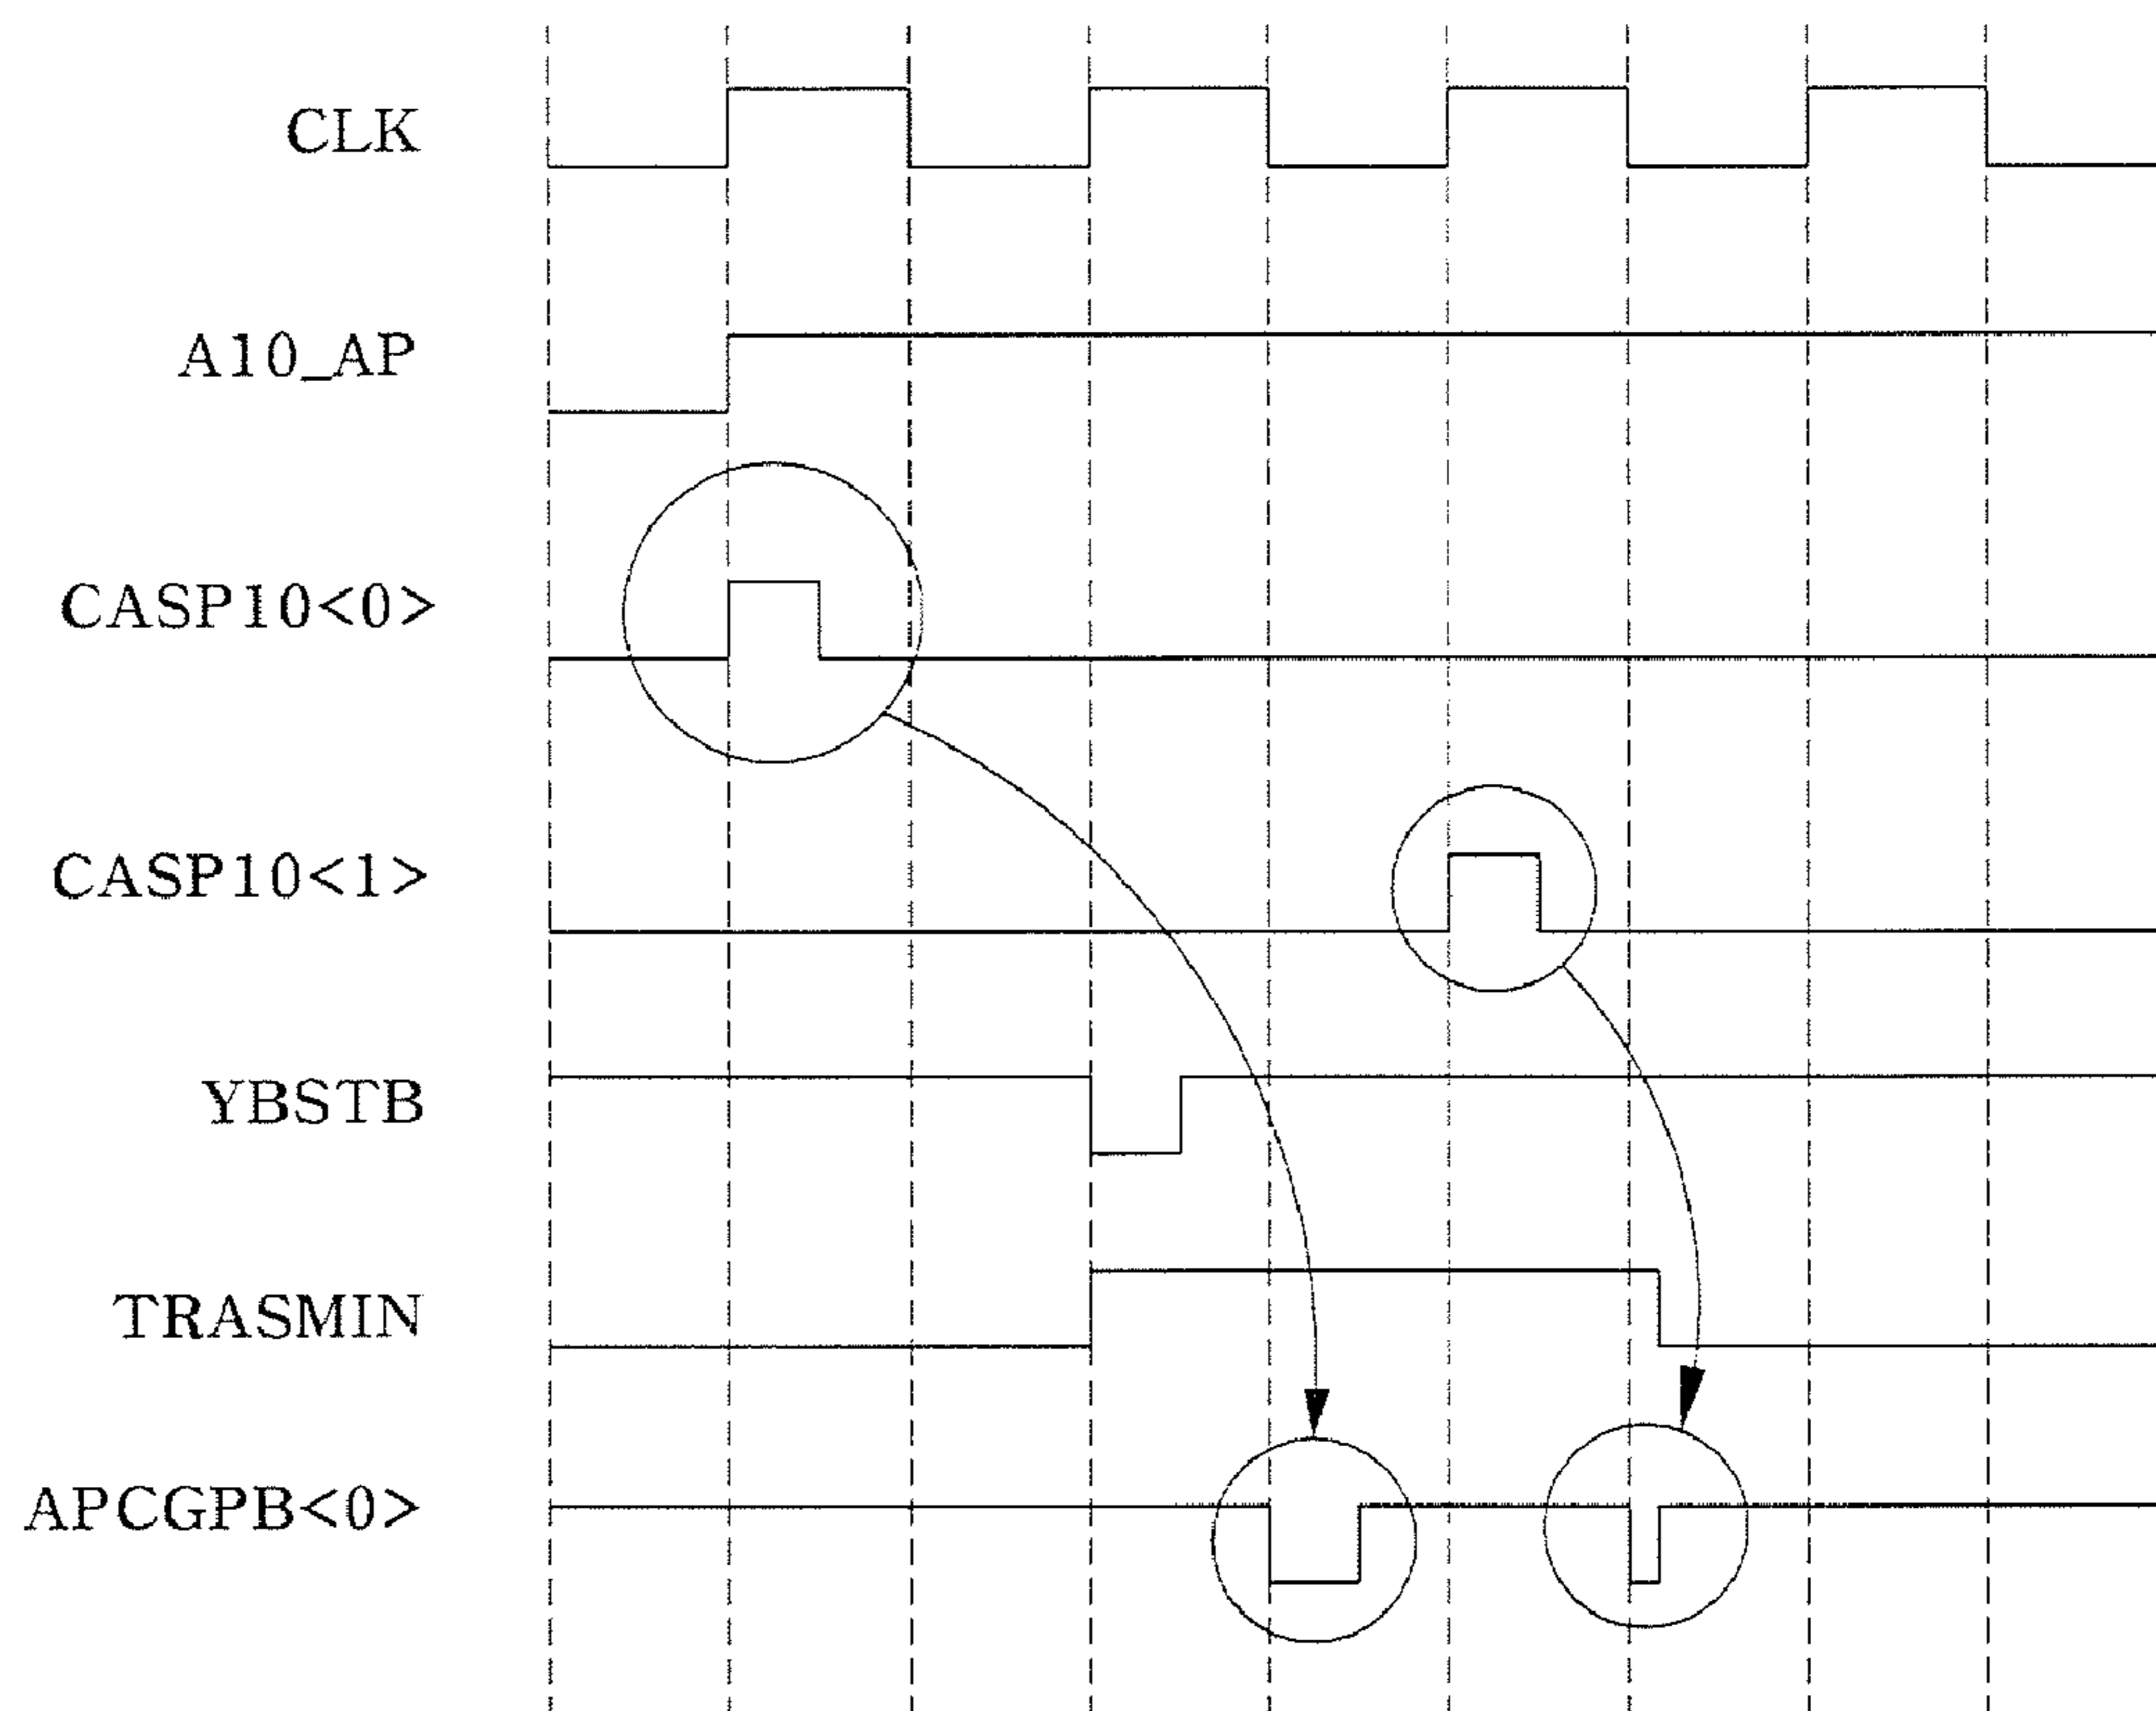 CLK
A10_AP
CASP10<0>
CASP10<1>
YBSTB
TRASMIN
APCGPB<0>